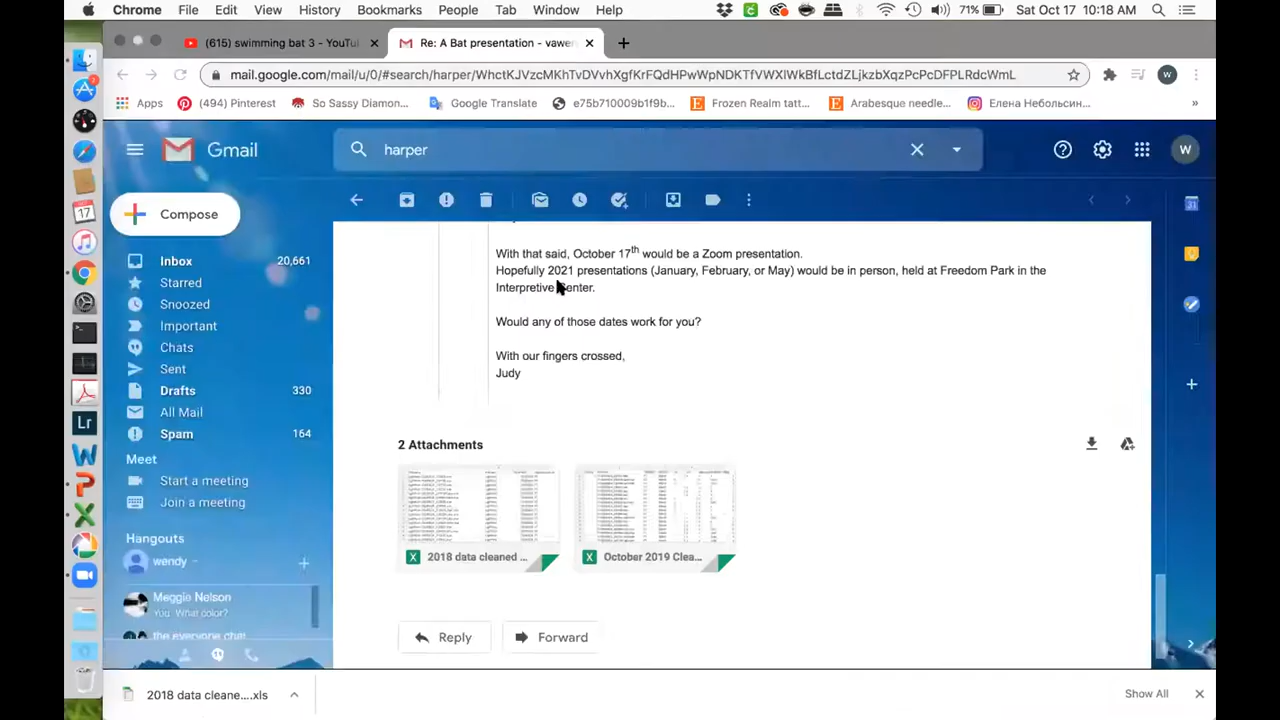 Chrome File Edit View History Bookmarks People Tab Window Help 71% Sat Oct 17 10:18 AM
(615) swimming bat 3 - YouTu
Re: A Bat presentation - vawer
mail.google.com/mail/u/0/#search/harper/WhctKJVzcMKhTvDVvhXgfKrFQdHPwWpNDKTfVWXlWkBfLctdZLjkzbXqzPcPcDFPLRdcWmL
W
Apps (494) Pinterest So Sassy Diamon... Google Translate e75b710009b1f9b... Frozen Realm tatt... Arabesque needle... Елена Небольсин... »
Gmail
harper
W
Compose
Inbox 20,661
Starred
Snoozed
Important
Chats
Sent
Drafts 330
All Mail
Spam 164
Meet
Start a meeting
Join a meeting
Hangouts
wendy
Meggie Nelson
You: What color?
the everyone chat
With that said, October 17th would be a Zoom presentation.
Hopefully 2021 presentations (January, February, or May) would be in person, held at Freedom Park in the
Interpretive Center.
Would any of those dates work for you?
With our fingers crossed,
Judy
2 Attachments
2018 data cleaned ...
October 2019 Clea...
Reply
Forward
2018 data cleane....xls
Show All
17
Lr